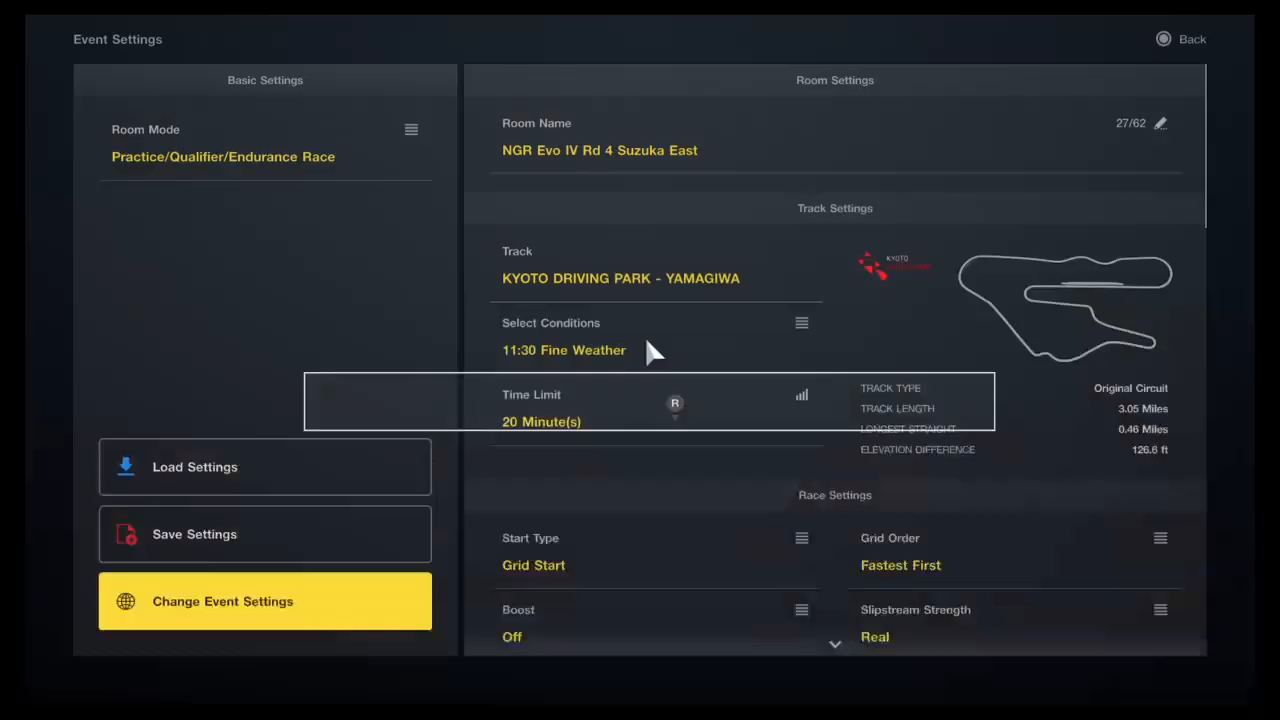 Event Settings
Back
Basic Settings
Room Mode
Practice/Qualifier/Endurance Race
Load Settings
Save Settings
Change Event Settings
Room Settings
Room Name
27/62
NGR Evo IV Rd 4 Suzuka East
Track Settings
Track
KYOTO DRIVING PARK - YAMAGIWA
KYOTO
Select Conditions
11:30 Fine Weather
Time Limit
R
20 Minute(s)
TRACK TYPE Original Circuit
TRACK LENGTH 3.05 Miles
LONGEST STRAIGHT 0.46 Miles
ELEVATION DIFFERENCE 126.6 ft
Race Settings
Start Type
Grid Start
Grid Order
Fastest First
Boost
Off
Slipstream Strength
Real